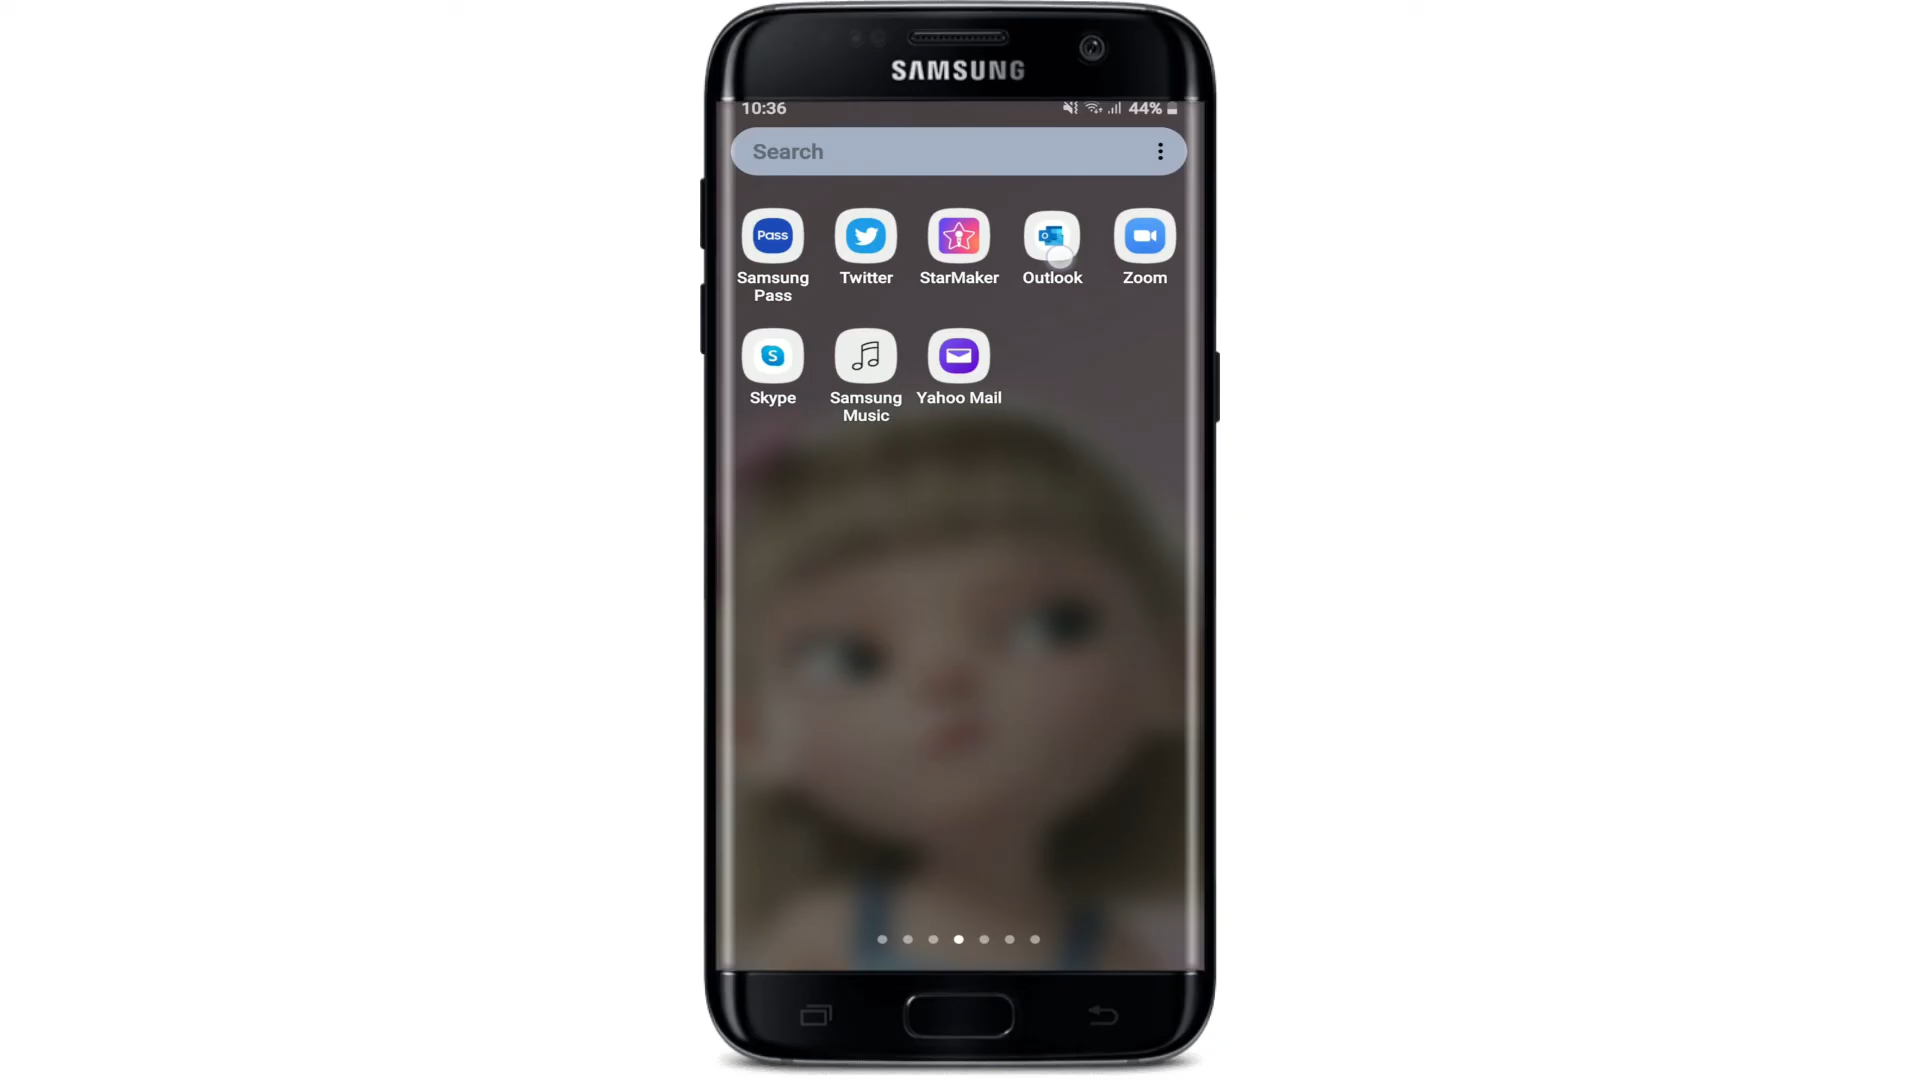 SAMSUNG
10:36 44%
Search
Pass
Samsung Pass
Twitter
StarMaker
Outlook
Zoom
S
Skype
Samsung Music
Yahoo Mail